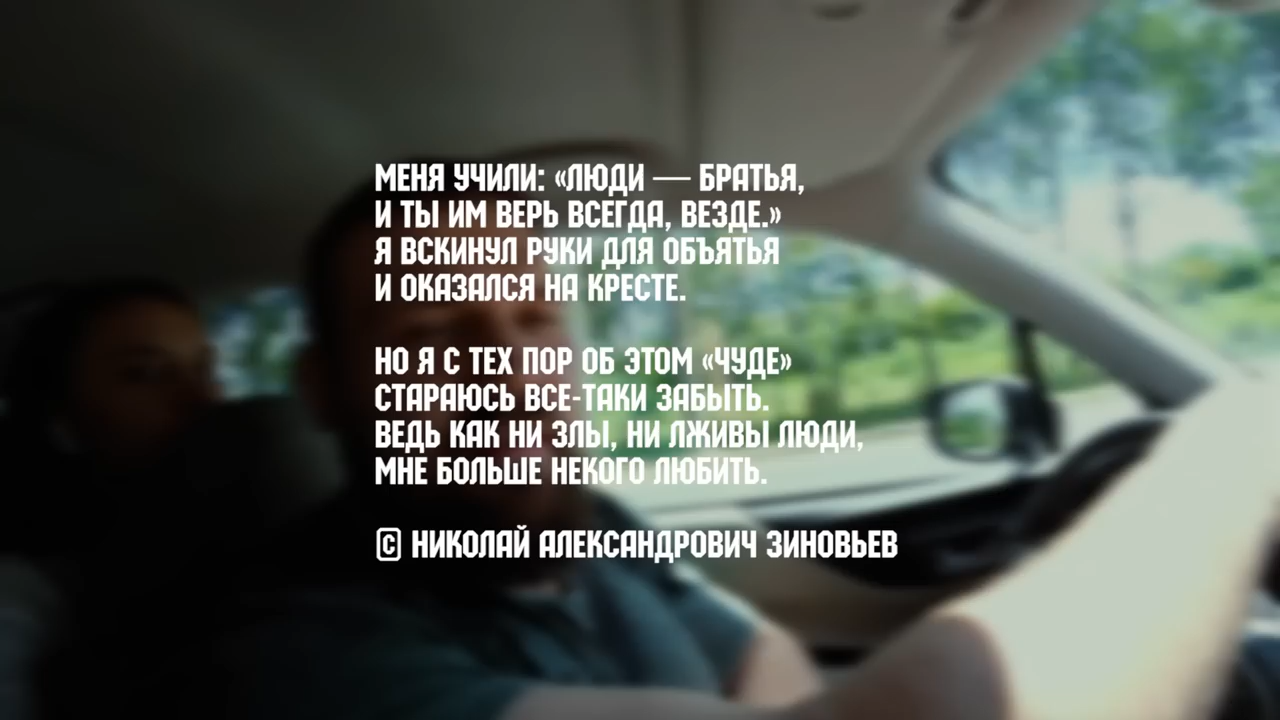 МЕНЯ УЧИЛИ: «ЛЮДИ — БРАТЬЯ,
И ТЫ ИМ ВЕРЬ ВСЕГДА, ВЕЗДЕ.»
Я ВСКИНУЛ РУКИ ДЛЯ ОБЪЯТЬЯ
И ОКАЗАЛСЯ НА КРЕСТЕ.
НО Я С ТЕХ ПОР ОБ ЭТОМ «ЧУДЕ»
СТАРАЮСЬ ВСЕ-ТАКИ ЗАБЫТЬ.
ВЕДЬ КАК НИ ЗЛЫ, НИ ЛЖИВЫ ЛЮДИ,
МНЕ БОЛЬШЕ НЕКОГО ЛЮБИТЬ.
© НИКОЛАЙ АЛЕКСАНДРОВИЧ ЗИНОВЬЕВ